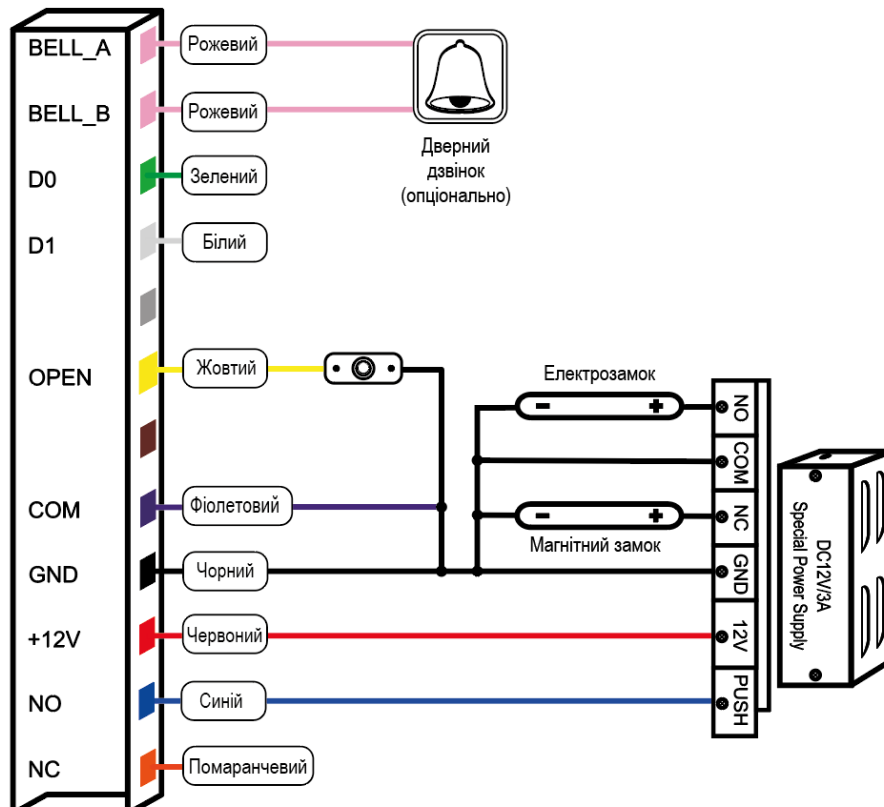 BELL_A
Рожевий
BELL_B
Рожевий
Дверний
дзвінок
(опціонально)
D0
Зелений
D1
Білий
OPEN
Жовтий
Електрозамок
- +
NO
COM
NC
GND
12V
PUSH
- +
Магнітний замок
DC12V/3A
Special Power Supply
COM
Фіолетовий
GND
Чорний
+12V
Червоний
NO
Синій
NC
Помаранчевий